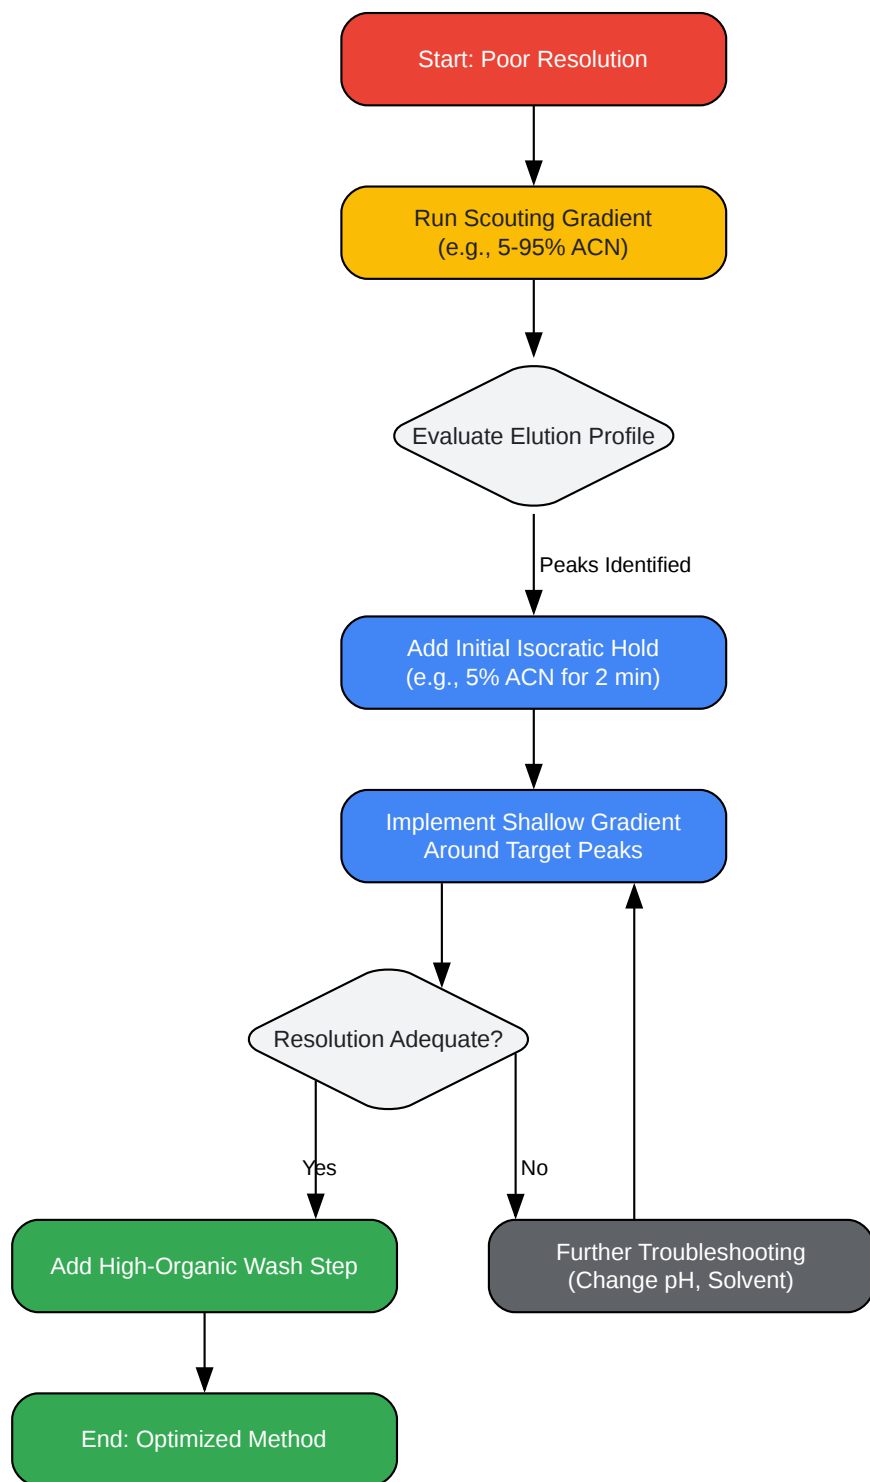 Start: Poor Resolution
Run Scouting Gradient
(e.g., 5-95% ACN)
Evaluate Elution Profile
Peaks Identified
Add Initial Isocratic Hold
(e.g., 5% ACN for 2 min)
Implement Shallow Gradient
Around Target Peaks
Resolution Adequate?
Yes
No
Add High-Organic Wash Step
Further Troubleshooting
(Change pH, Solvent)
End: Optimized Method